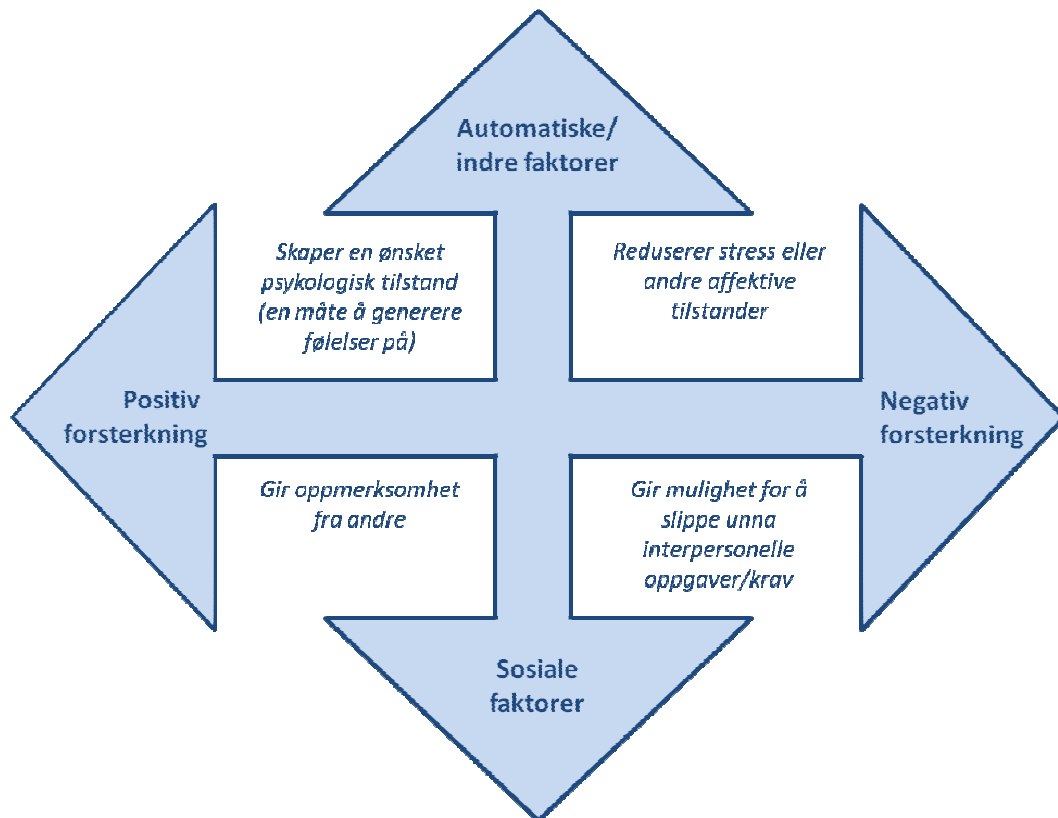 Automatiske/
indre faktorer
Skaper en ønsket
psykologisk tilstand
(en måte å generere
følelser på)
Reduserer stress eller
andre affektive
tilstander
Positiv
forsterkning
Negativ
forsterkning
Gir oppmerksomhet
fra andre
Gir mulighet for å
slippe unna
interpersonelle
oppgaver/krav
Sosiale
faktorer